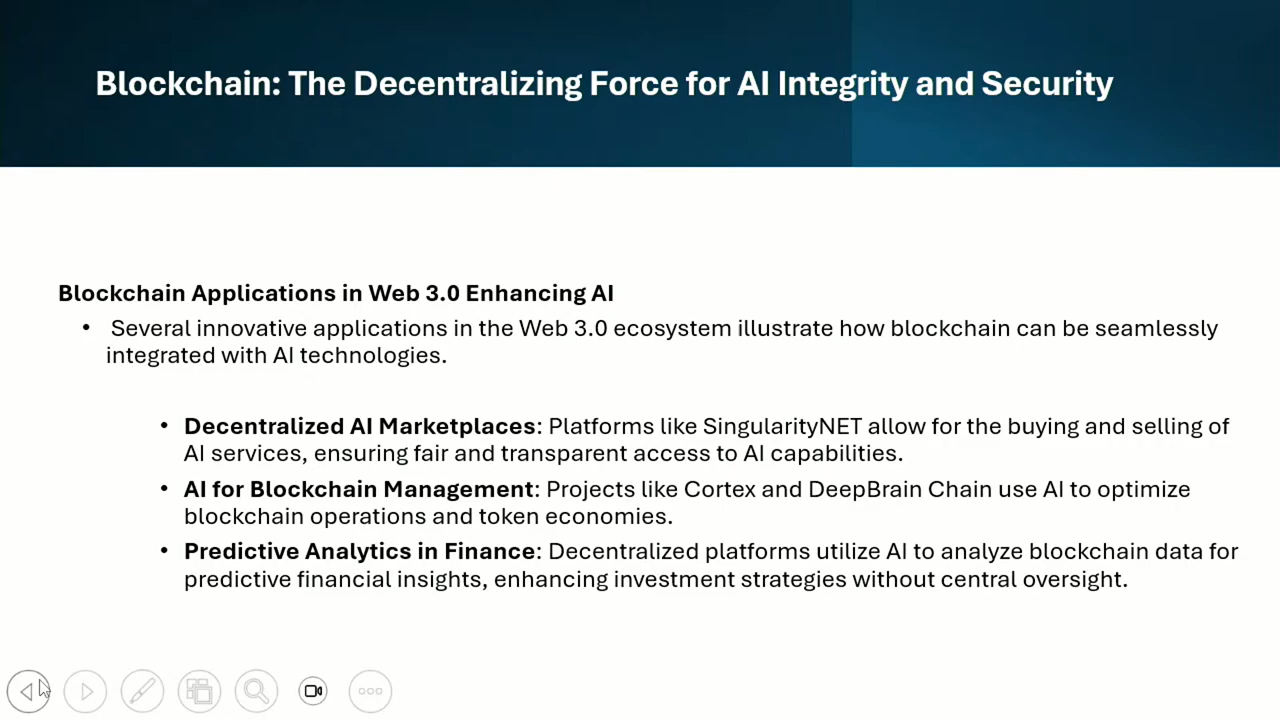 Blockchain: The Decentralizing Force for AI Integrity and Security
Blockchain Applications in Web 3.0 Enhancing AI
• Several innovative applications in the Web 3.0 ecosystem illustrate how blockchain can be seamlessly
integrated with AI technologies.
• Decentralized AI Marketplaces: Platforms like SingularityNET allow for the buying and selling of
AI services, ensuring fair and transparent access to AI capabilities.
• AI for Blockchain Management: Projects like Cortex and DeepBrain Chain use AI to optimize
blockchain operations and token economies.
• Predictive Analytics in Finance: Decentralized platforms utilize AI to analyze blockchain data for
predictive financial insights, enhancing investment strategies without central oversight.